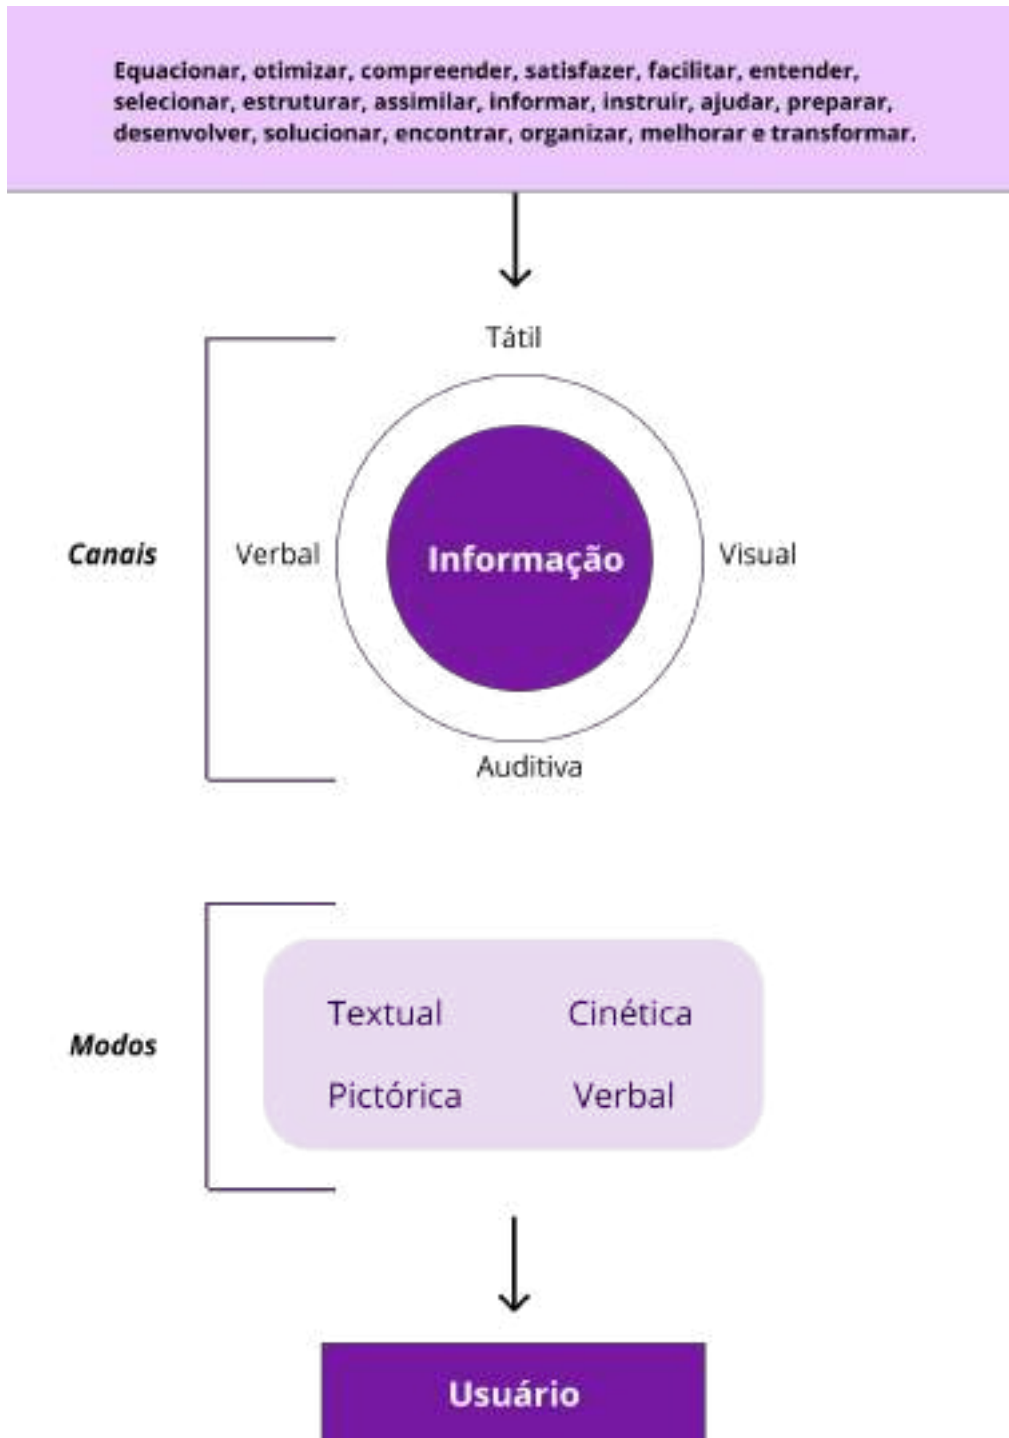 Equacionar, otimizar, compreender, satisfazer, facilitar, entender,
selecionar, estruturar, assimilar, informar, instruir, ajudar, preparar,
desenvolver, solucionar, encontrar, organizar, melhorar e transformar.
Tátil
Canais
Verbal
Informação
Visual
Auditiva
Modos
Textual
Cinética
Pictórica
Verbal
Usuário